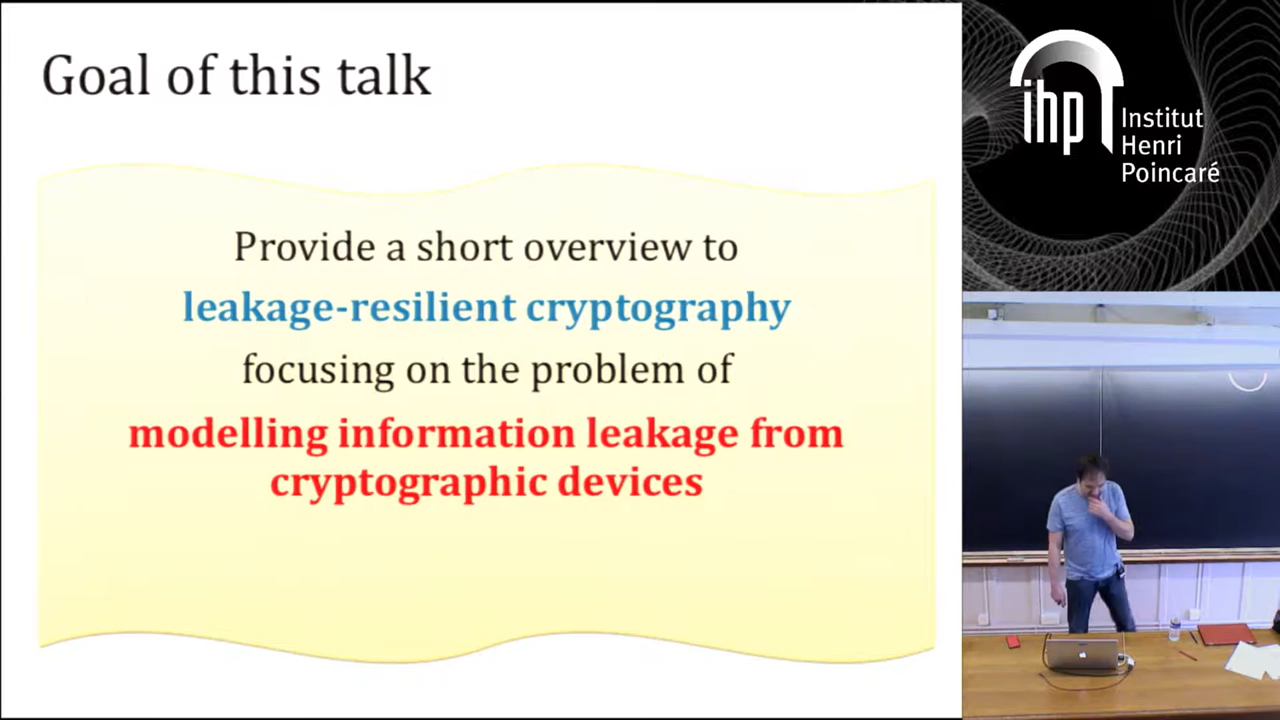 Goal of this talk
Provide a short overview to
leakage-resilient cryptography
focusing on the problem of
modelling information leakage from
cryptographic devices
ihp
Institut
Henri
Poincaré